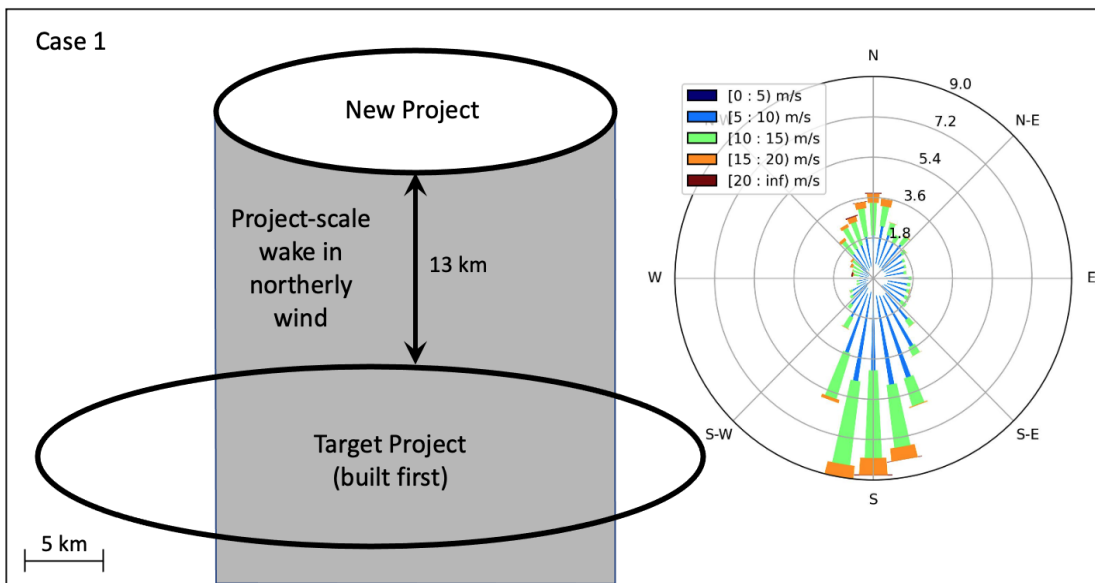 Case 1
New Project
Project-scale
wake in
northerly
wind
13 km
Target Project
(built first)
5 km
N
9.0
[0 : 5) m/s
[5 : 10) m/s
[10 : 15) m/s
[15 : 20) m/s
[20 : inf) m/s
7.2
N-E
5.4
3.6
1.8
W
E
S-W
S-E
S